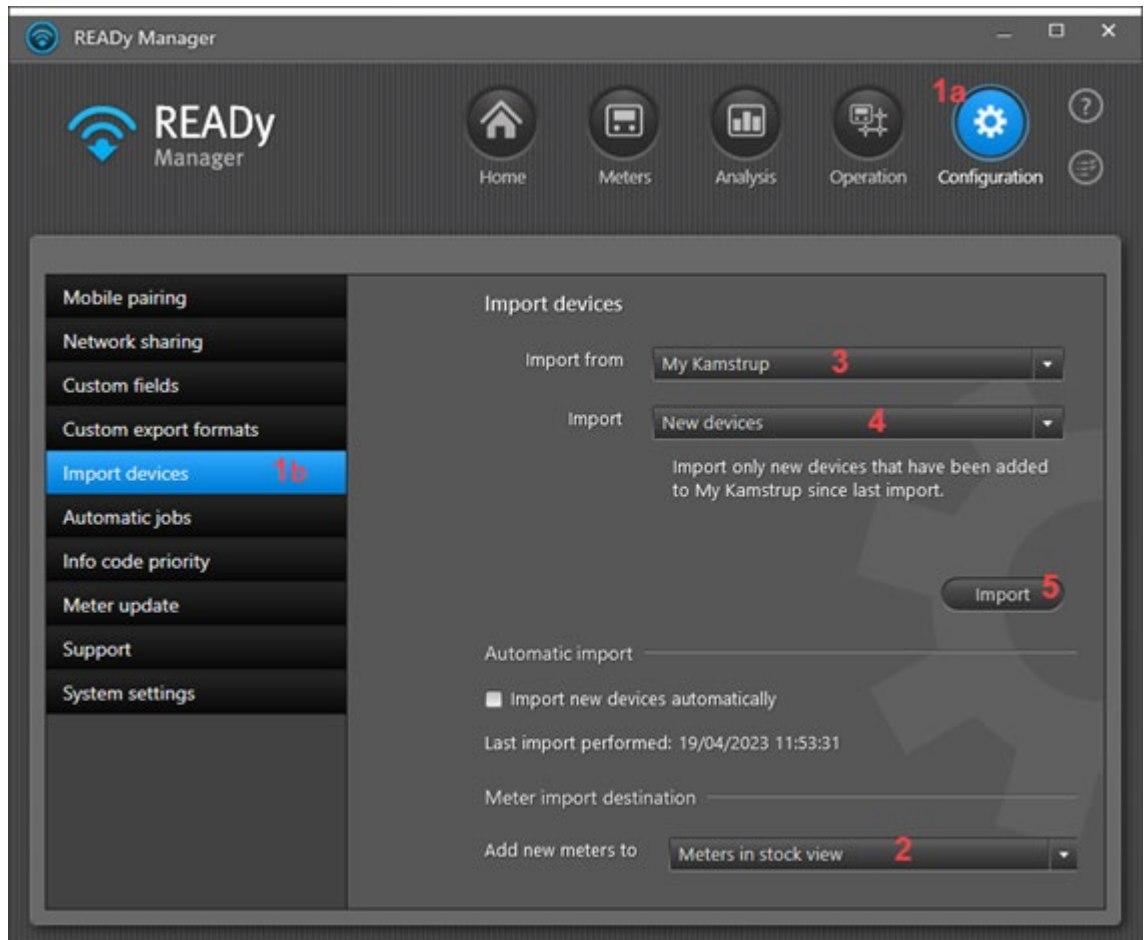 READy Manager
READy
Manager
1a
?
Home
Meters
Analysis
Operation
Configuration
Mobile pairing
Network sharing
Custom fields
Custom export formats
Import devices 1b
Automatic jobs
Info code priority
Meter update
Support
System settings
Import devices
Import from My Kamstrup 3
Import New devices 4
Import only new devices that have been added
to My Kamstrup since last import.
Import 5
Automatic import
Import new devices automatically
Last import performed: 19/04/2023 11:53:31
Meter import destination
Add new meters to Meters in stock view 2